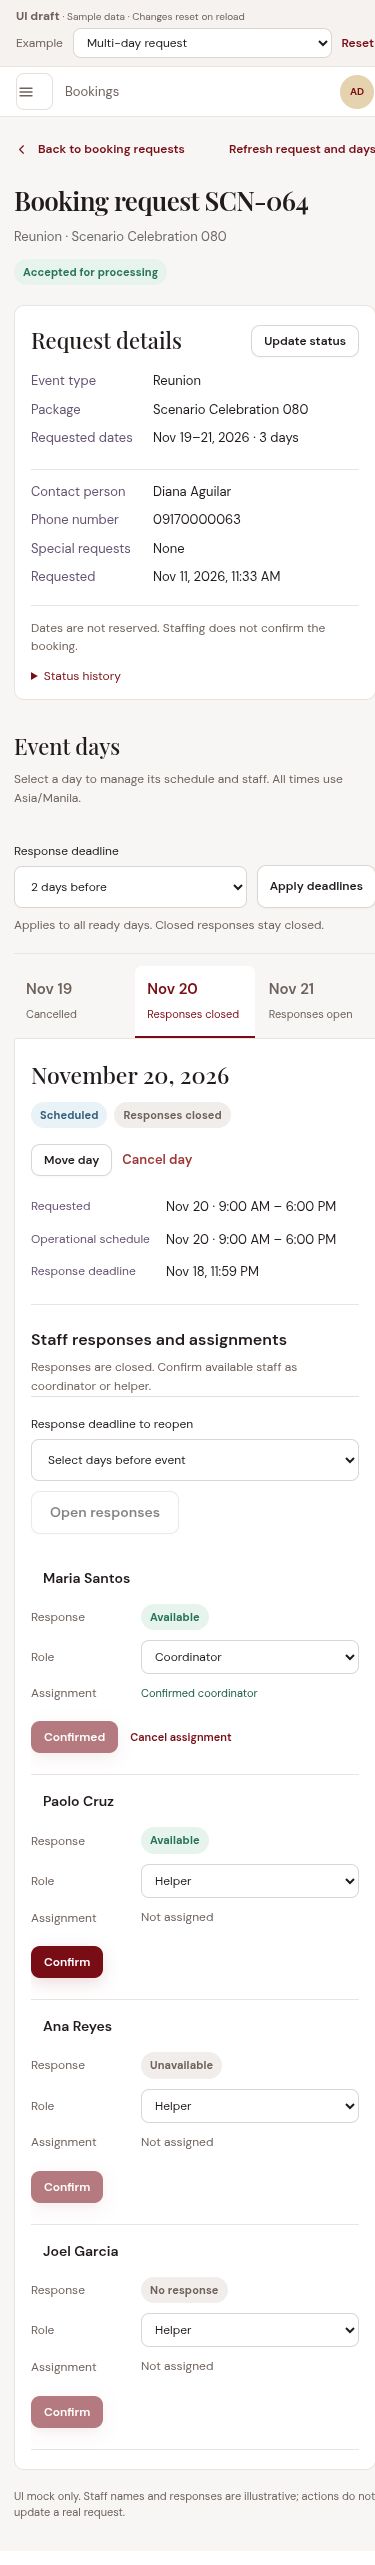 UI draft · Sample data · Changes reset on reload
Example Multi-day request Reset
Bookings AD
Back to booking requests Refresh request and days
Booking request SCN-064
Reunion · Scenario Celebration 080
Accepted for processing
Request details Update status
Event type Reunion
Package Scenario Celebration 080
Requested dates Nov 19–21, 2026 · 3 days
Contact person Diana Aguilar
Phone number 09170000063
Special requests None
Requested Nov 11, 2026, 11:33 AM
Dates are not reserved. Staffing does not confirm the
booking.
Status history
Event days
Select a day to manage its schedule and staff. All times use
Asia/Manila.
Response deadline
2 days before Apply deadlines
Applies to all ready days. Closed responses stay closed.
Nov 19 Nov 20 Nov 21
Cancelled Responses closed Responses open
November 20, 2026
Scheduled Responses closed
Move day Cancel day
Requested Nov 20 · 9:00 AM – 6:00 PM
Operational schedule Nov 20 · 9:00 AM – 6:00 PM
Response deadline Nov 18, 11:59 PM
Staff responses and assignments
Responses are closed. Confirm available staff as
coordinator or helper.
Response deadline to reopen
Select days before event
Open responses
Maria Santos
Response Available
Role Coordinator
Assignment Confirmed coordinator
Confirmed Cancel assignment
Paolo Cruz
Response Available
Role Helper
Assignment Not assigned
Confirm
Ana Reyes
Response Unavailable
Role Helper
Assignment Not assigned
Confirm
Joel Garcia
Response No response
Role Helper
Assignment Not assigned
Confirm
UI mock only. Staff names and responses are illustrative; actions do not
update a real request.